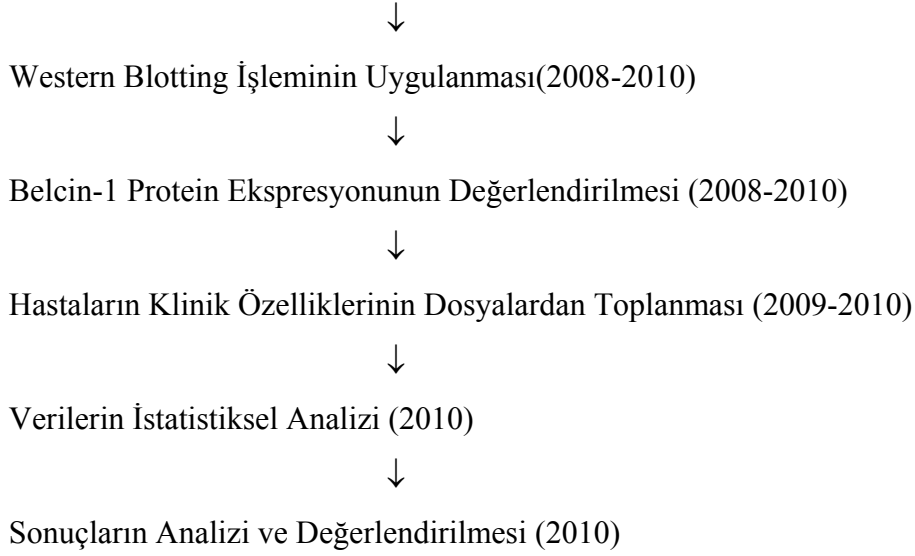 ↓
Western Blotting İşleminin Uygulanması(2008-2010)
↓
Belcin-1 Protein Ekspresyonunun Değerlendirilmesi (2008-2010)
↓
Hastaların Klinik Özelliklerinin Dosyalardan Toplanması (2009-2010)
↓
Verilerin İstatistiksel Analizi (2010)
↓
Sonuçların Analizi ve Değerlendirilmesi (2010)